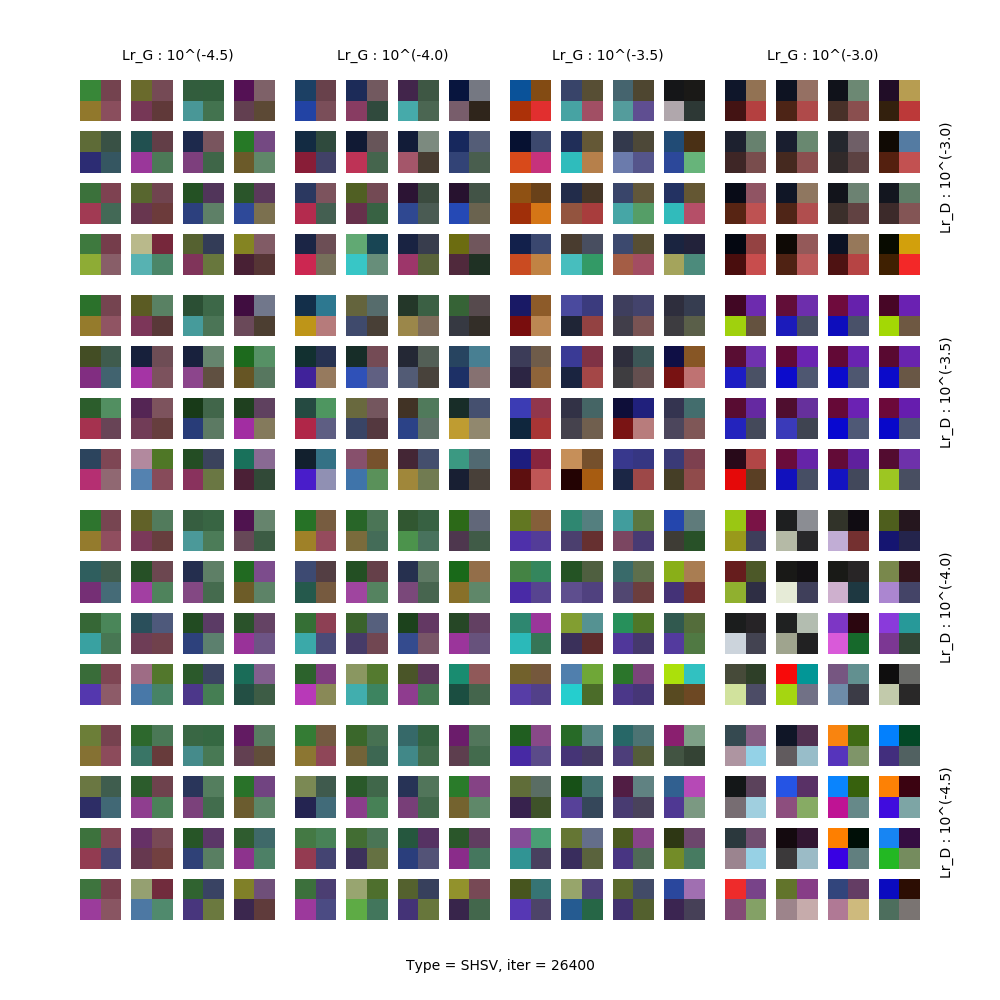 Lr_G : 10^(-4.5)
Lr_G : 10^(-4.0)
Lr_G : 10^(-3.5)
Lr_G : 10^(-3.0)
Lr_D : 10^(-3.0)
Lr_D : 10^(-3.5)
Lr_D : 10^(-4.0)
Lr_D : 10^(-4.5)
Type = SHSV, iter = 26400